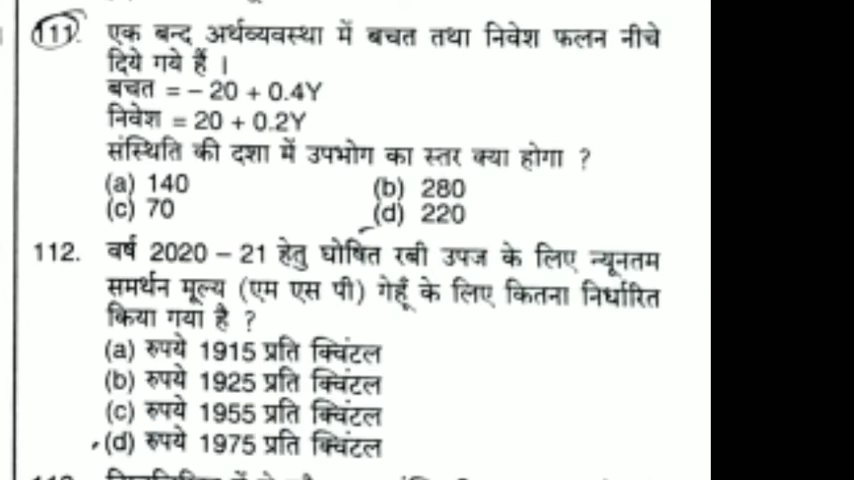 111. एक बन्द अर्थव्यवस्था में बचत तथा निवेश फलन नीचे
दिये गये हैं ।
बचत = – 20 + 0.4Y
निवेश = 20 + 0.2Y
संस्थिति की दशा में उपभोग का स्तर क्या होगा ?
(a) 140 (b) 280
(c) 70 (d) 220
112. वर्ष 2020 – 21 हेतु घोषित रबी उपज के लिए न्यूनतम
समर्थन मूल्य (एम एस पी) गेहूँ के लिए कितना निर्धारित
किया गया है ?
(a) रुपये 1915 प्रति क्विंटल
(b) रुपये 1925 प्रति क्विंटल
(c) रुपये 1955 प्रति क्विंटल
(d) रुपये 1975 प्रति क्विंटल